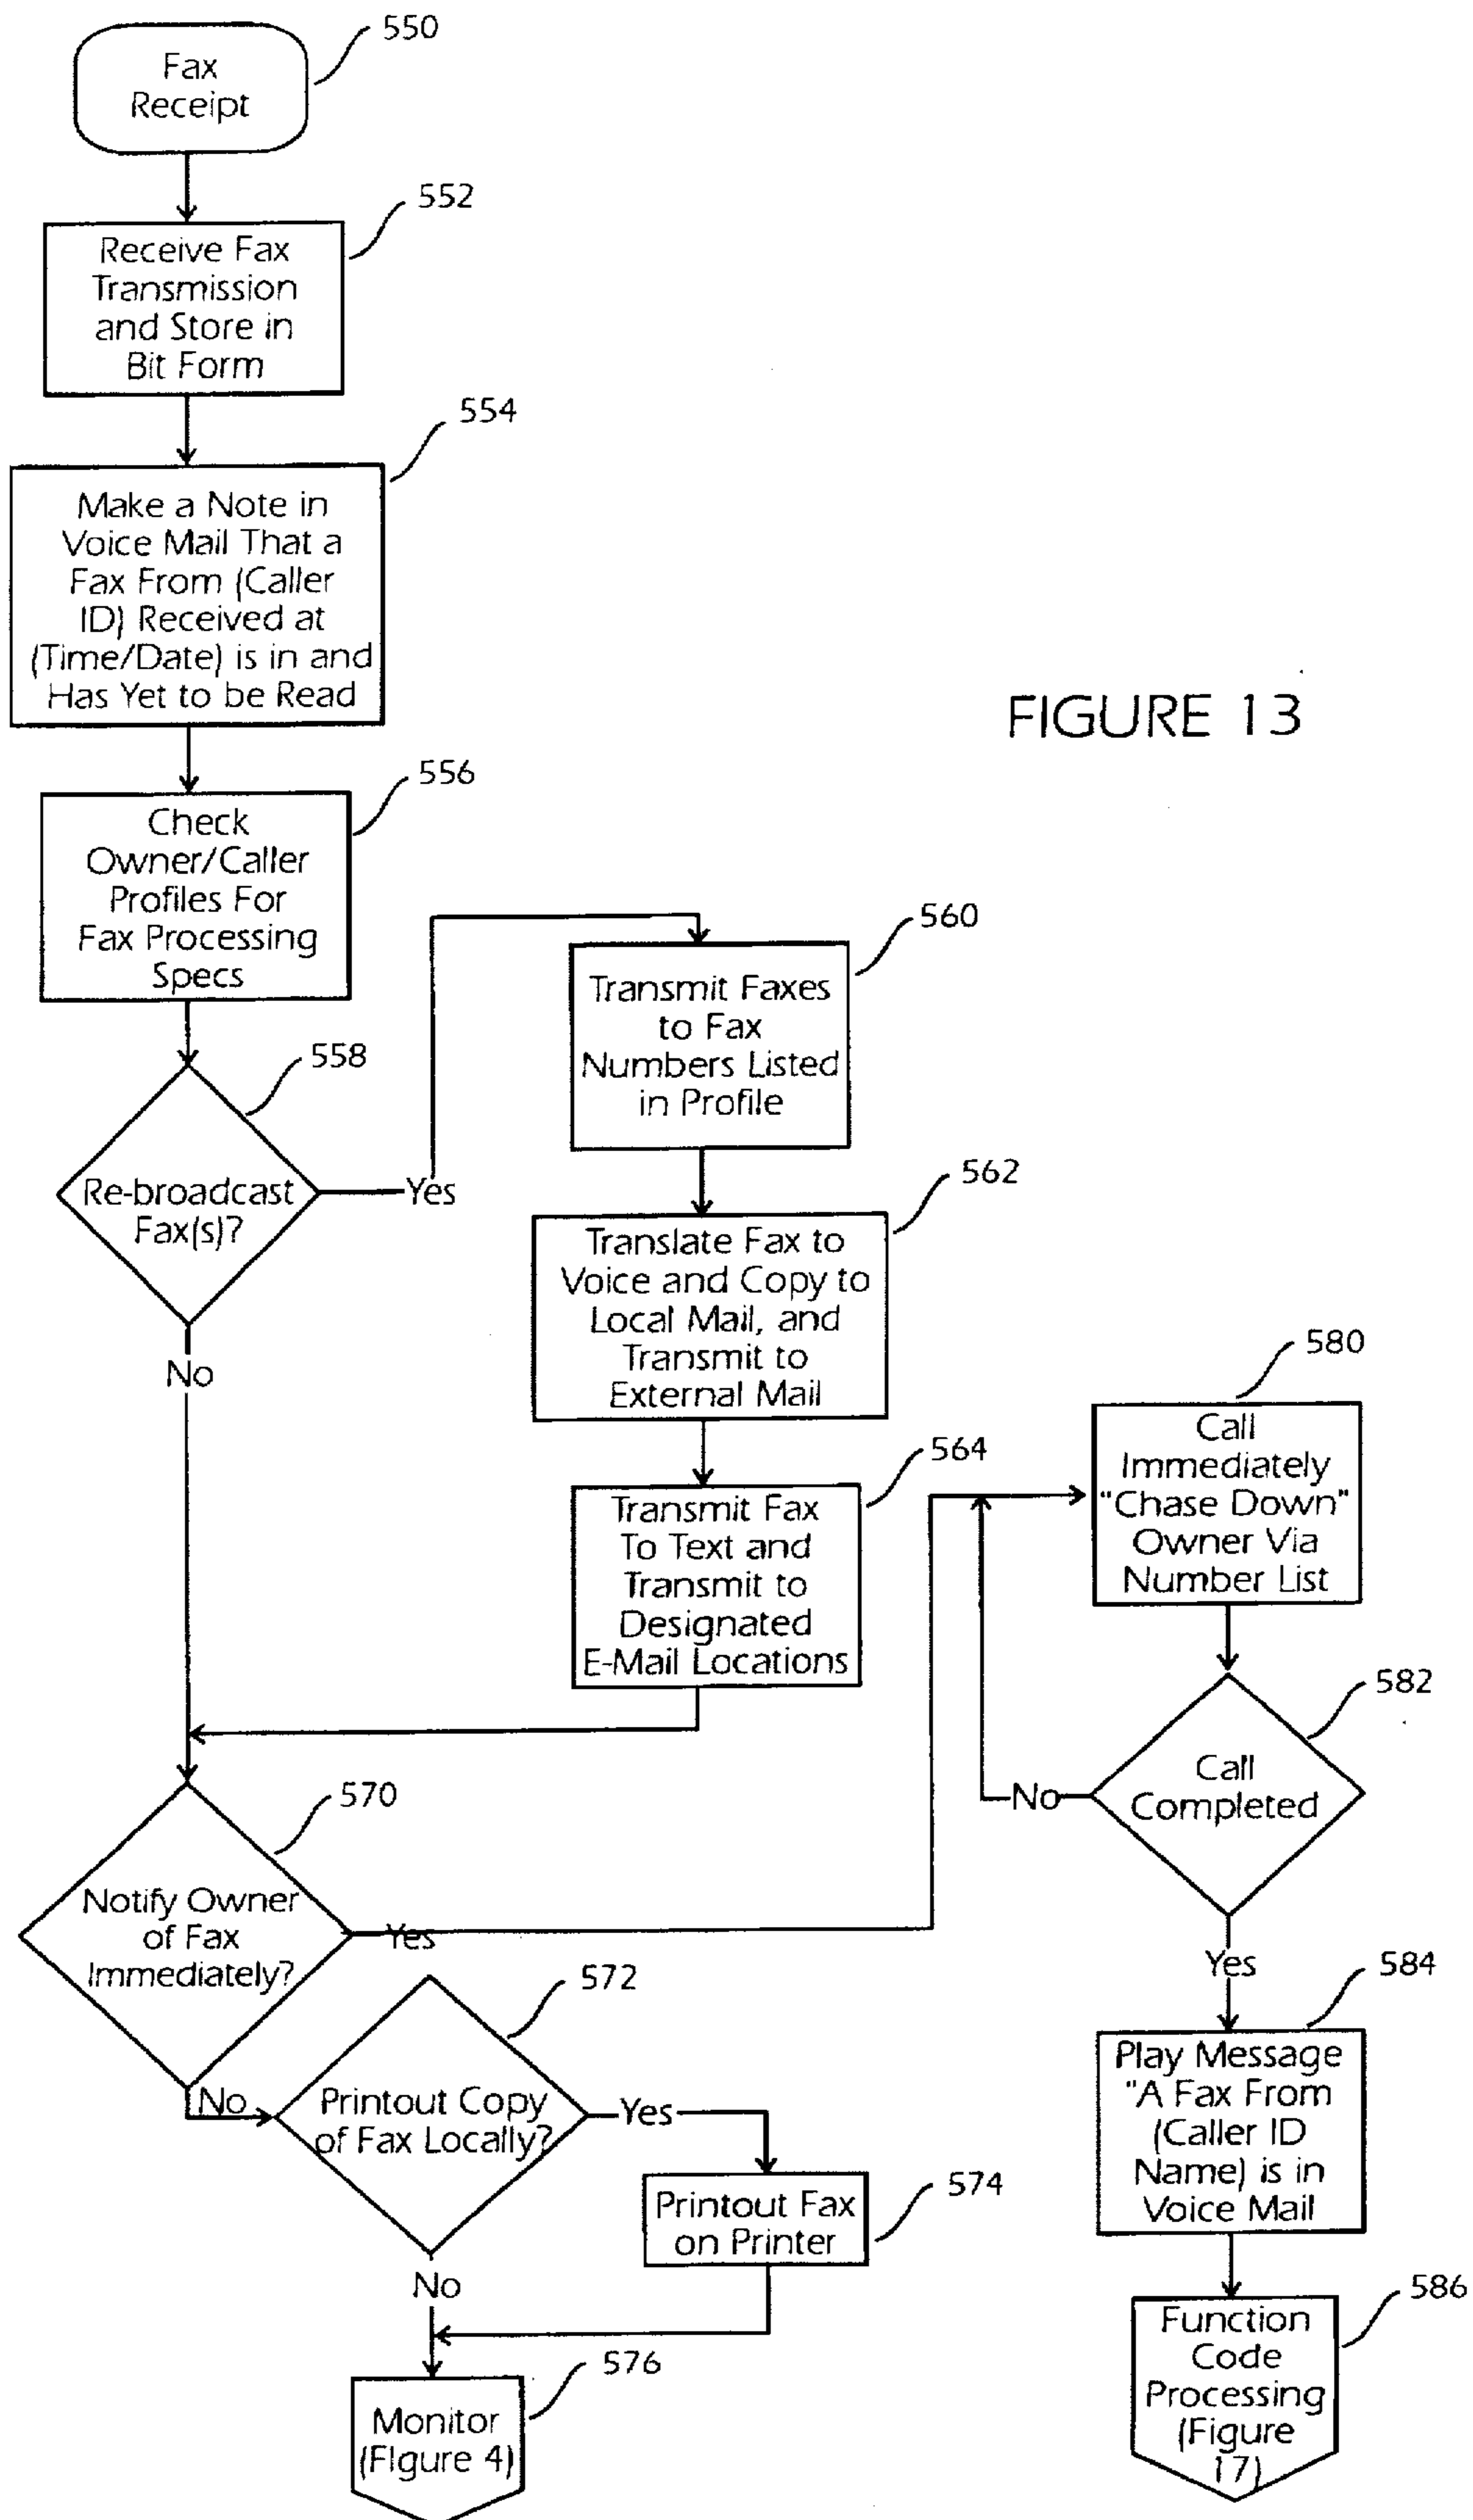 550
Fax
Receipt
552
Receive Fax
Transmission
and Store in
Bit Form
554
Make a Note in
Voice Mail That a
Fax From (Caller
ID) Received at
(Time/Date) is in and
Has Yet to be Read
FIGURE 13
556
Check
Owner/Caller
Profiles For
Fax Processing
Specs
558
Re-broadcast
Fax(s)?
Yes
No
560
Transmit Faxes
to Fax
Numbers Listed
in Profile
562
Translate Fax to
Voice and Copy to
Local Mail, and
Transmit to
External Mail
564
Transmit Fax
To Text and
Transmit to
Designated
E-Mail Locations
570
Notify Owner
of Fax
Immediately?
Yes
No
572
Printout Copy
of Fax Locally?
Yes
No
574
Printout Fax
on Printer
576
Monitor
(FIgure 4)
580
Call
Immediately
"Chase Down"
Owner Via
Number List
582
Call
Completed
No
Yes
584
Play Message
"A Fax From
(Caller ID
Name) is in
Voice Mail
586
Function
Code
Processing
(Figure
17)